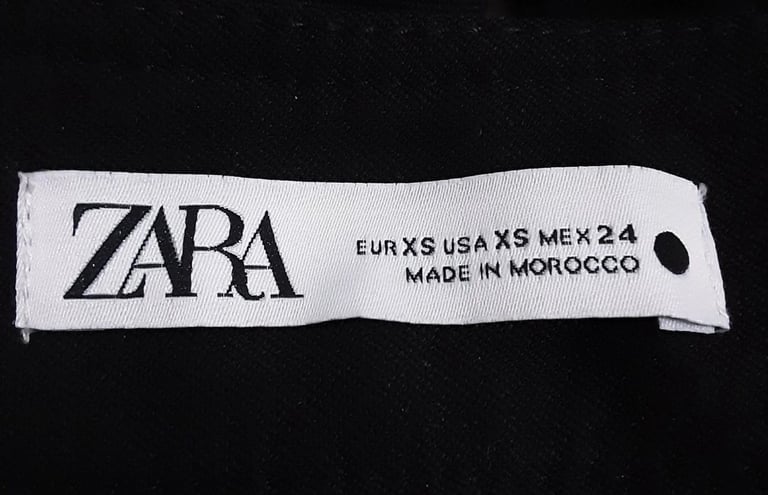 ZARA
EUR XS USA XS MEX 24
MADE IN MOROCCO